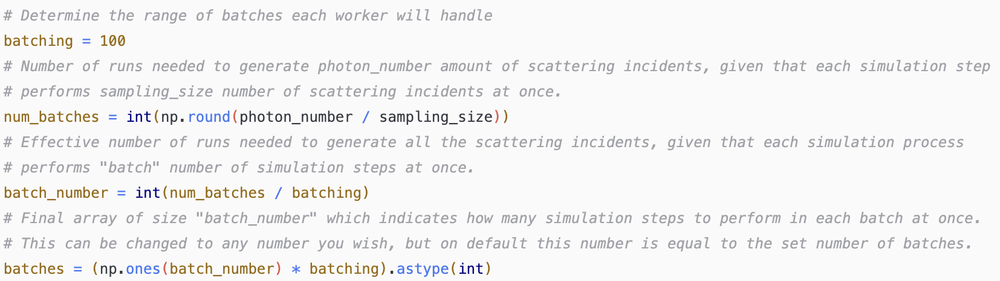 # Determine the range of batches each worker will handle
batching = 100
# Number of runs needed to generate photon_number amount of scattering incidents, given that each simulation step
# performs sampling_size number of scattering incidents at once.
num_batches = int(np.round(photon_number / sampling_size))
# Effective number of runs needed to generate all the scattering incidents, given that each simulation process
# performs "batch" number of simulation steps at once.
batch_number = int(num_batches / batching)
# Final array of size "batch_number" which indicates how many simulation steps to perform in each batch at once.
# This can be changed to any number you wish, but on default this number is equal to the set number of batches.
batches = (np.ones(batch_number) * batching).astype(int)